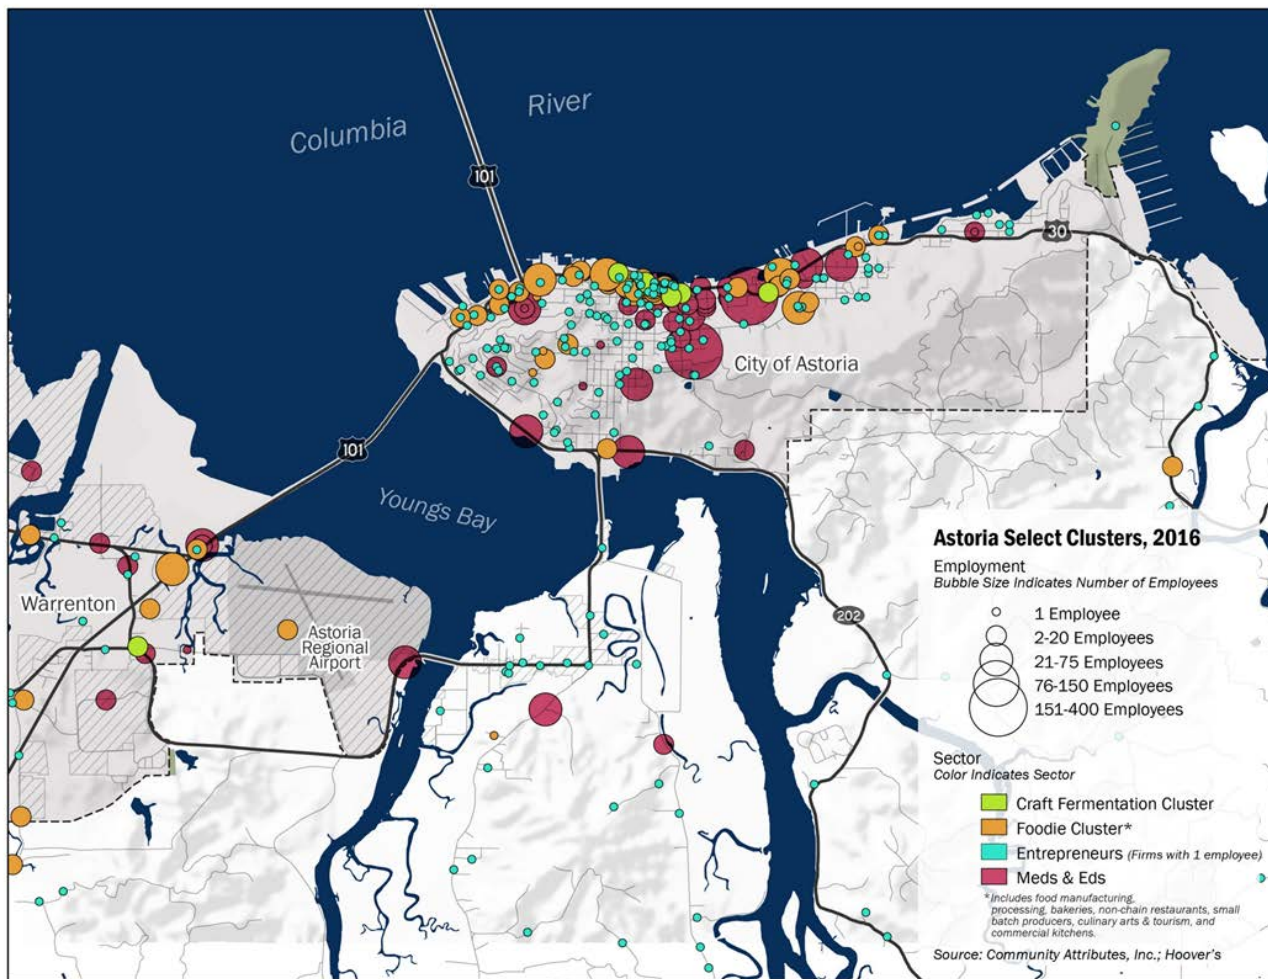 Columbia
River
101
30
City of Astoria
101
Youngs Bay
Warrenton
Astoria
Regional
Airport
202
Astoria Select Clusters, 2016
Employment
Bubble Size Indicates Number of Employees
1 Employee
2-20 Employees
21-75 Employees
76-150 Employees
151-400 Employees
Sector
Color Indicates Sector
Craft Fermentation Cluster
Foodie Cluster*
Entrepreneurs (Firms with 1 employee)
Meds & Eds
*Includes food manufacturing,
processing, bakeries, non-chain restaurants, small
batch producers, culinary arts & tourism, and
commercial kitchens.
Source: Community Attributes, Inc.; Hoover's